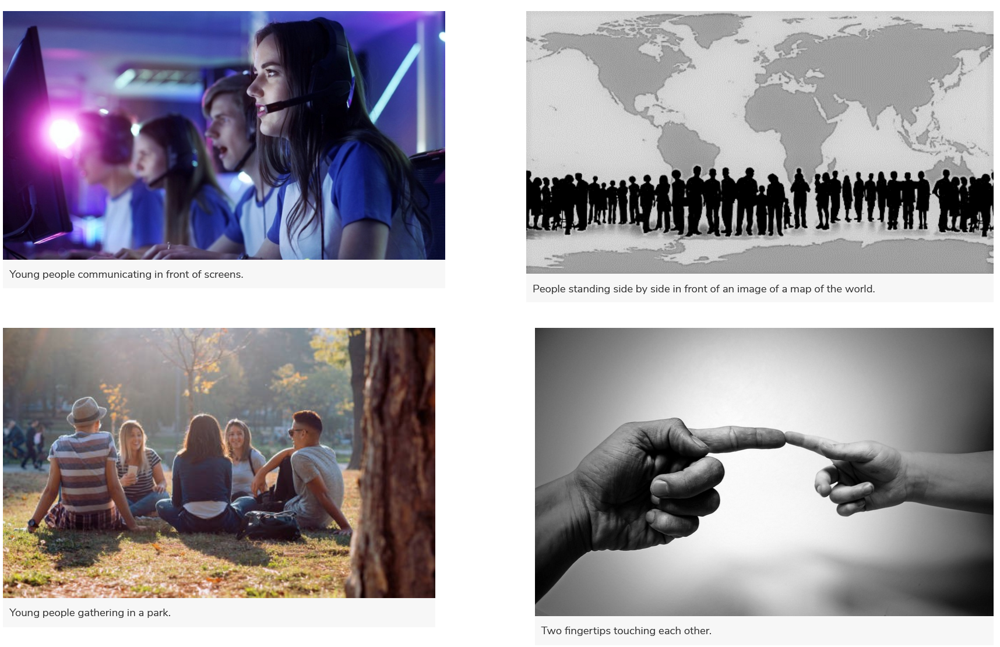 Young people communicating in front of screens.
People standing side by side in front of an image of a map of the world.
Young people gathering in a park.
Two fingertips touching each other.